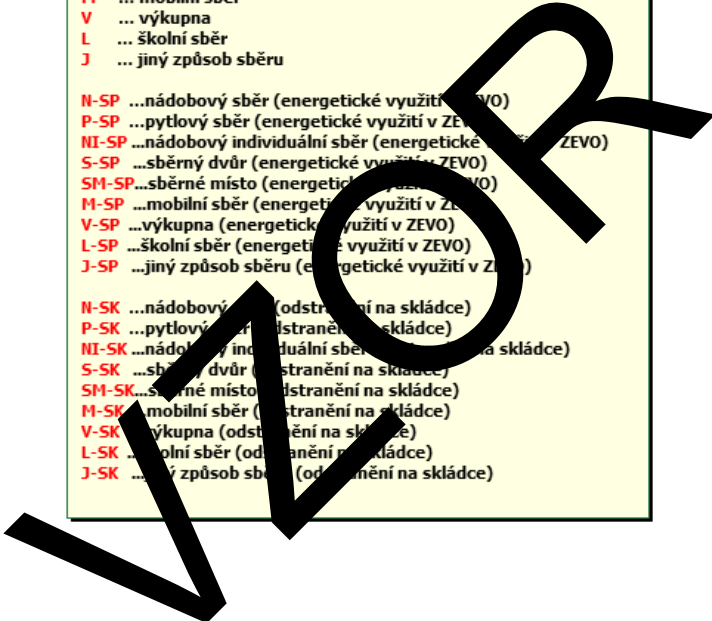 V ... výkupna
L ... školní sběr
J ... jiný způsob sběru
N-SP ...nádobový sběr (energetické využití v ZEVO)
P-SP ...pytlový sběr (energetické využití v ZEVO)
NI-SP ...nádobový individuální sběr (energetické využití v ZEVO)
S-SP ...sběrný dvůr (energetické využití v ZEVO)
SM-SP...sběrné místo (energetické využití v ZEVO)
M-SP ...mobilní sběr (energetické využití v ZEVO)
V-SP ...výkupna (energetické využití v ZEVO)
L-SP ...školní sběr (energetické využití v ZEVO)
J-SP ...jiný způsob sběru (energetické využití v ZEVO)
N-SK ...nádobový sběr (odstranění na skládce)
P-SK ...pytlový sběr (odstranění na skládce)
NI-SK ...nádobový individuální sběr (odstranění na skládce)
S-SK ...sběrný dvůr (odstranění na skládce)
SM-SK...sběrné místo (odstranění na skládce)
M-SK ...mobilní sběr (odstranění na skládce)
V-SK ...výkupna (odstranění na skládce)
L-SK ...školní sběr (odstranění na skládce)
J-SK ...jiný způsob sběru (odstranění na skládce)
VZOR